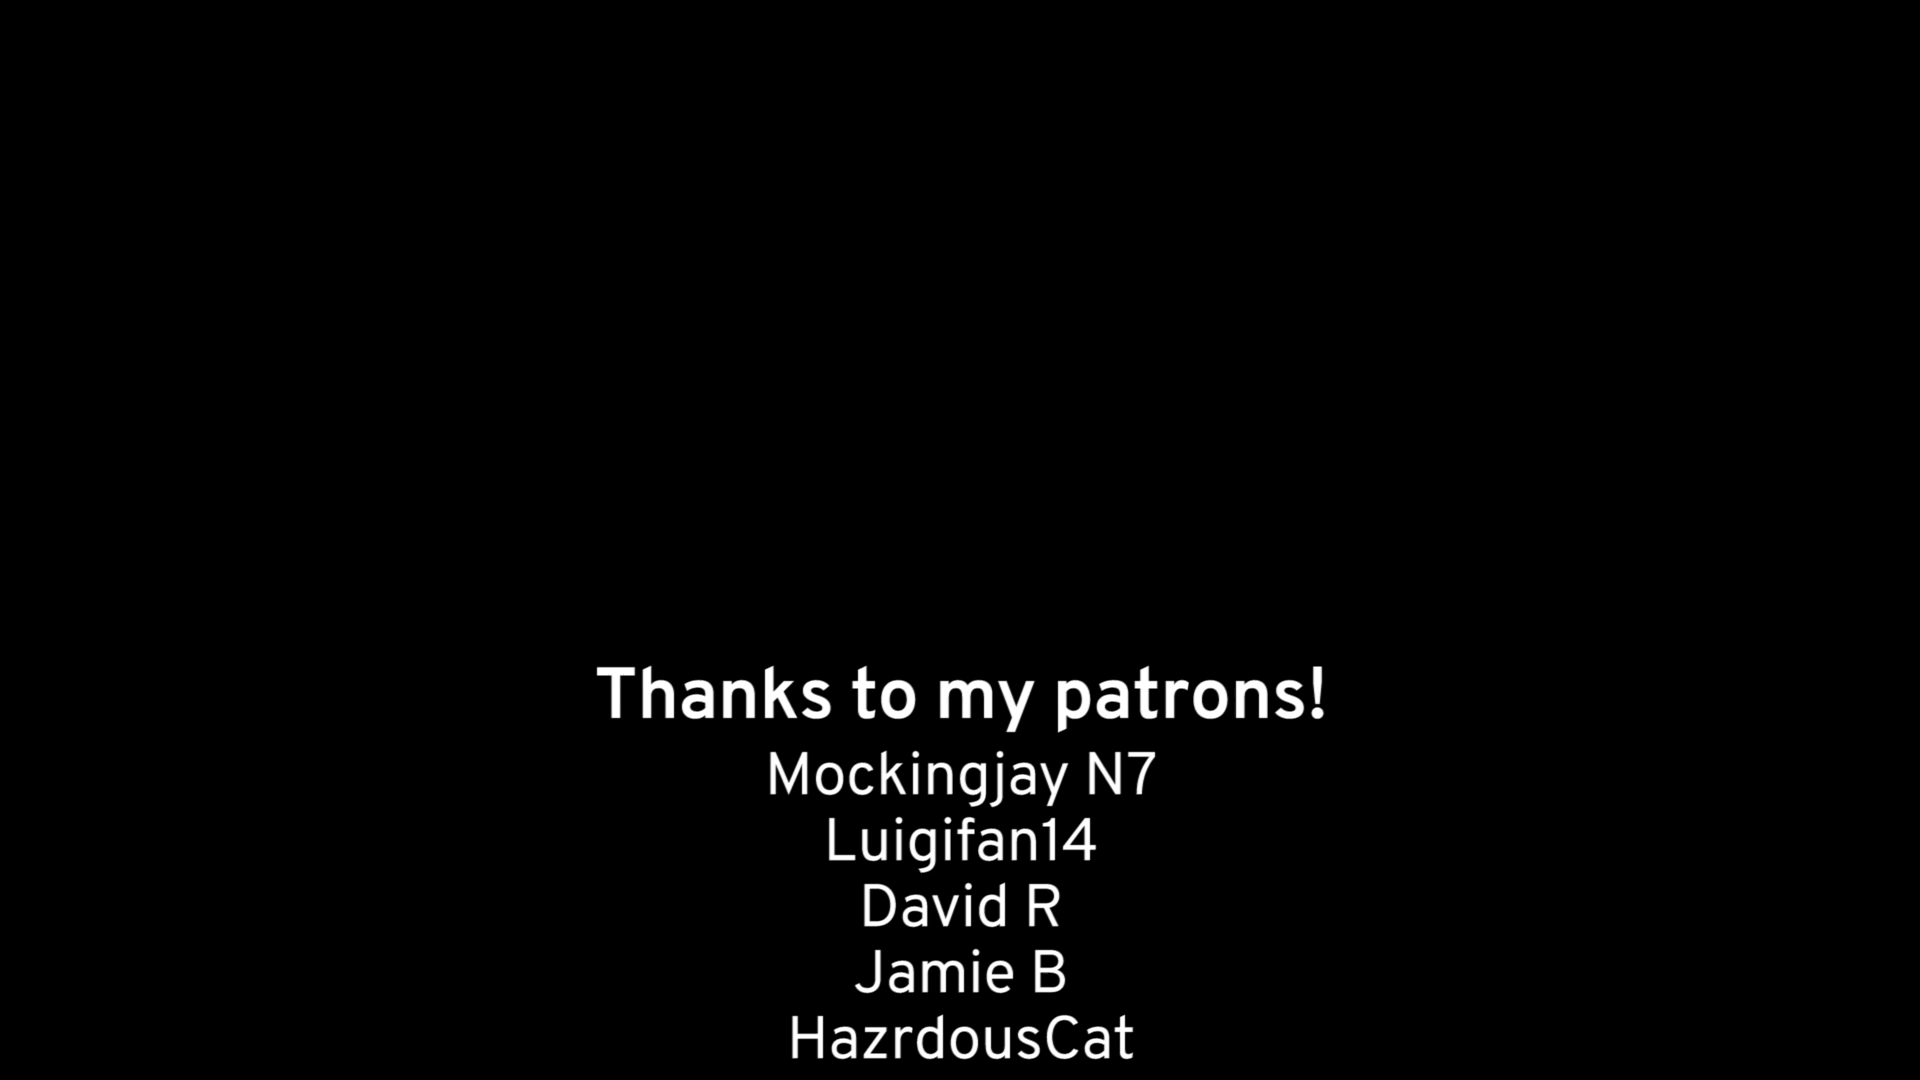 Thanks to my patrons!
Mockingjay N7
Luigifan14
David R
Jamie B
HazrdousCat